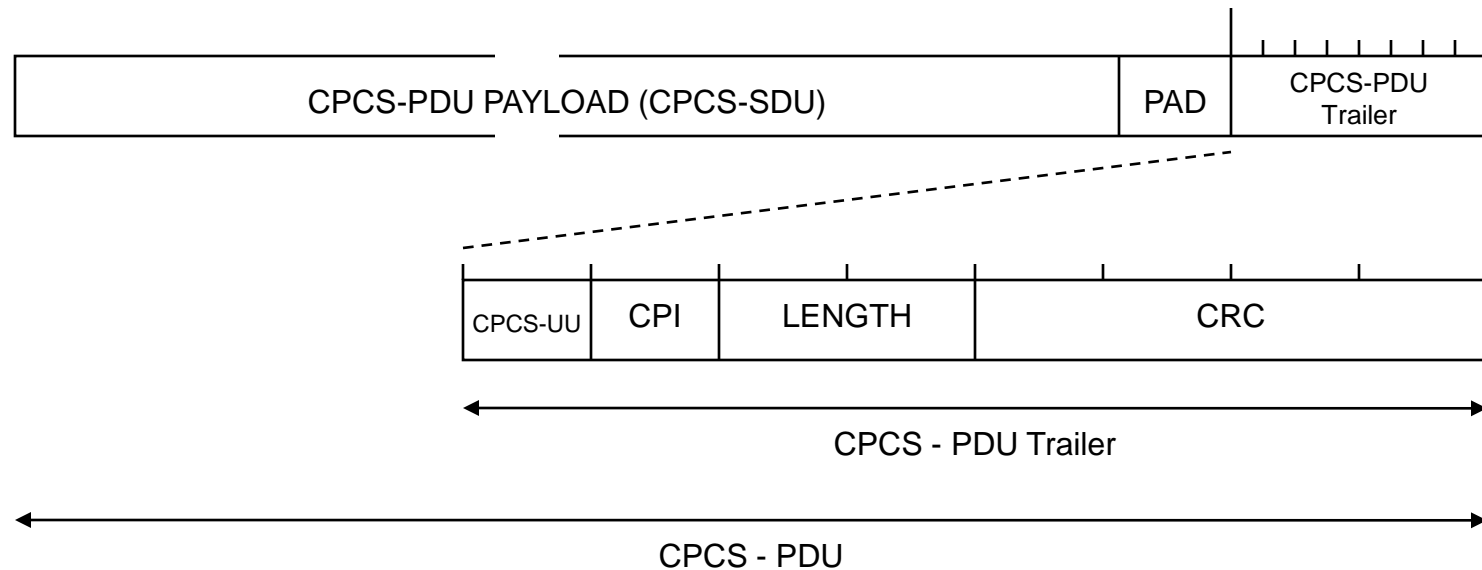 CPCS-PDU PAYLOAD (CPCS-SDU)
PAD
CPCS-PDU
Trailer
CPCS-UU
CPI
LENGTH
CRC
CPCS - PDU Trailer
CPCS - PDU